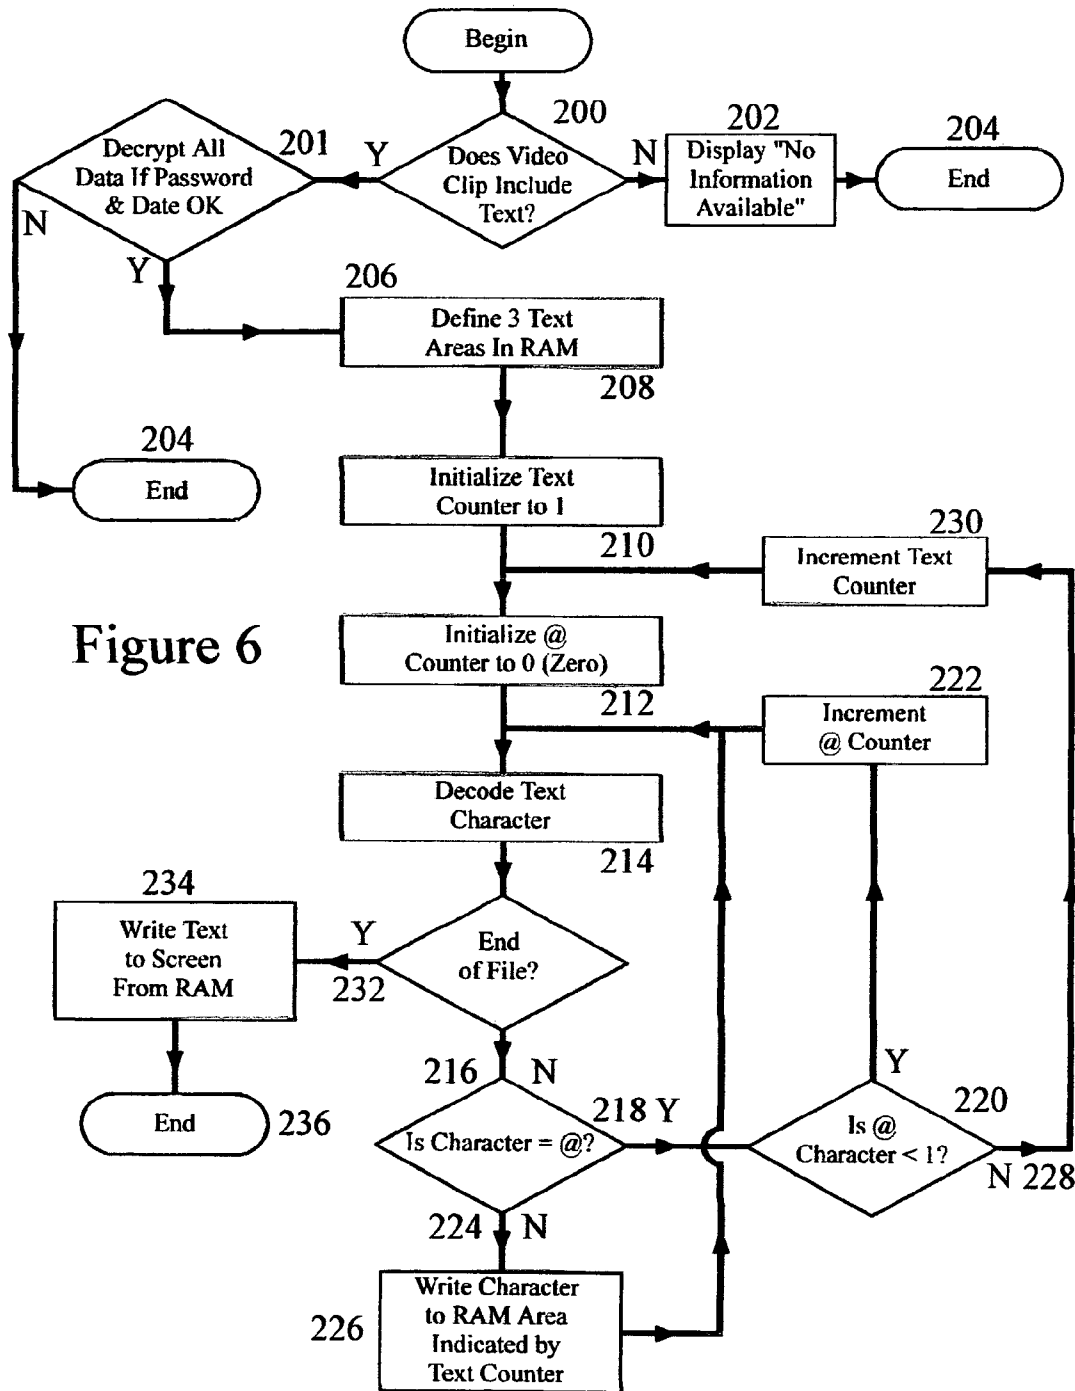 Begin
200
Does Video
Clip Include
Text?
Y
N
201
Decrypt All
Data If Password
& Date OK
N
Y
202
Display "No
Information
Available"
204
End
206
Define 3 Text
Areas In RAM
208
204
End
Initialize Text
Counter to 1
210
230
Increment Text
Counter
Figure 6
Initialize @
Counter to 0 (Zero)
212
222
Increment
@ Counter
Decode Text
Character
214
234
Write Text
to Screen
From RAM
Y
232
End
of File?
216
N
End
236
Is Character = @?
218 Y
Y
220
Is @
Character < 1?
N 228
224
N
226
Write Character
to RAM Area
Indicated by
Text Counter